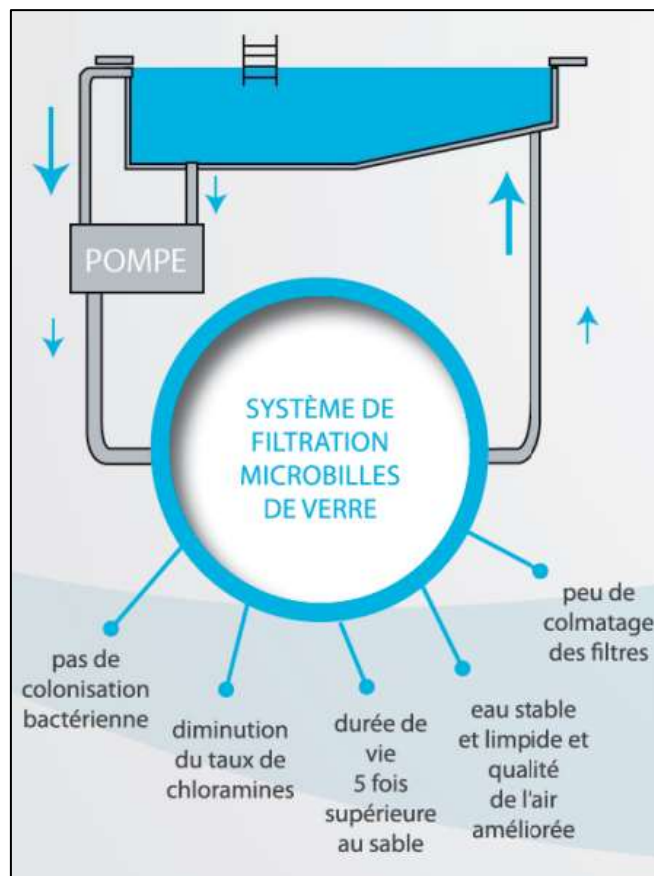 POMPE
SYSTÈME DE
FILTRATION
MICROBILLES
DE VERRE
pas de
colonisation
bactérienne
diminution
du taux de
chloramines
durée de
vie
5 fois
supérieure
au sable
eau stable
et limpide et
qualité
de l'air
améliorée
peu de
colmatage
des filtres